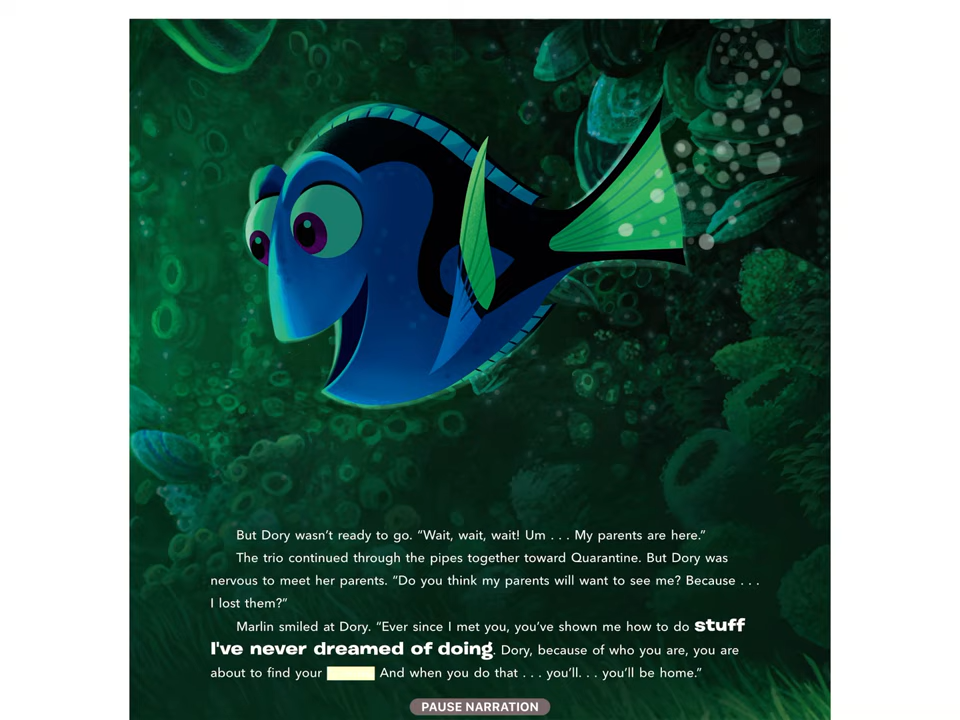 But Dory wasn't ready to go. "Wait, wait, wait! Um . . . My parents are here."
The trio continued through the pipes together toward Quarantine. But Dory was
nervous to meet her parents. "Do you think my parents will want to see me? Because . . .
I lost them?"
Marlin smiled at Dory. "Ever since I met you, you've shown me how to do stuff
I've never dreamed of doing. Dory, because of who you are, you are
about to find your And when you do that . . . you'll. . . you'll be home."
PAUSE NARRATION